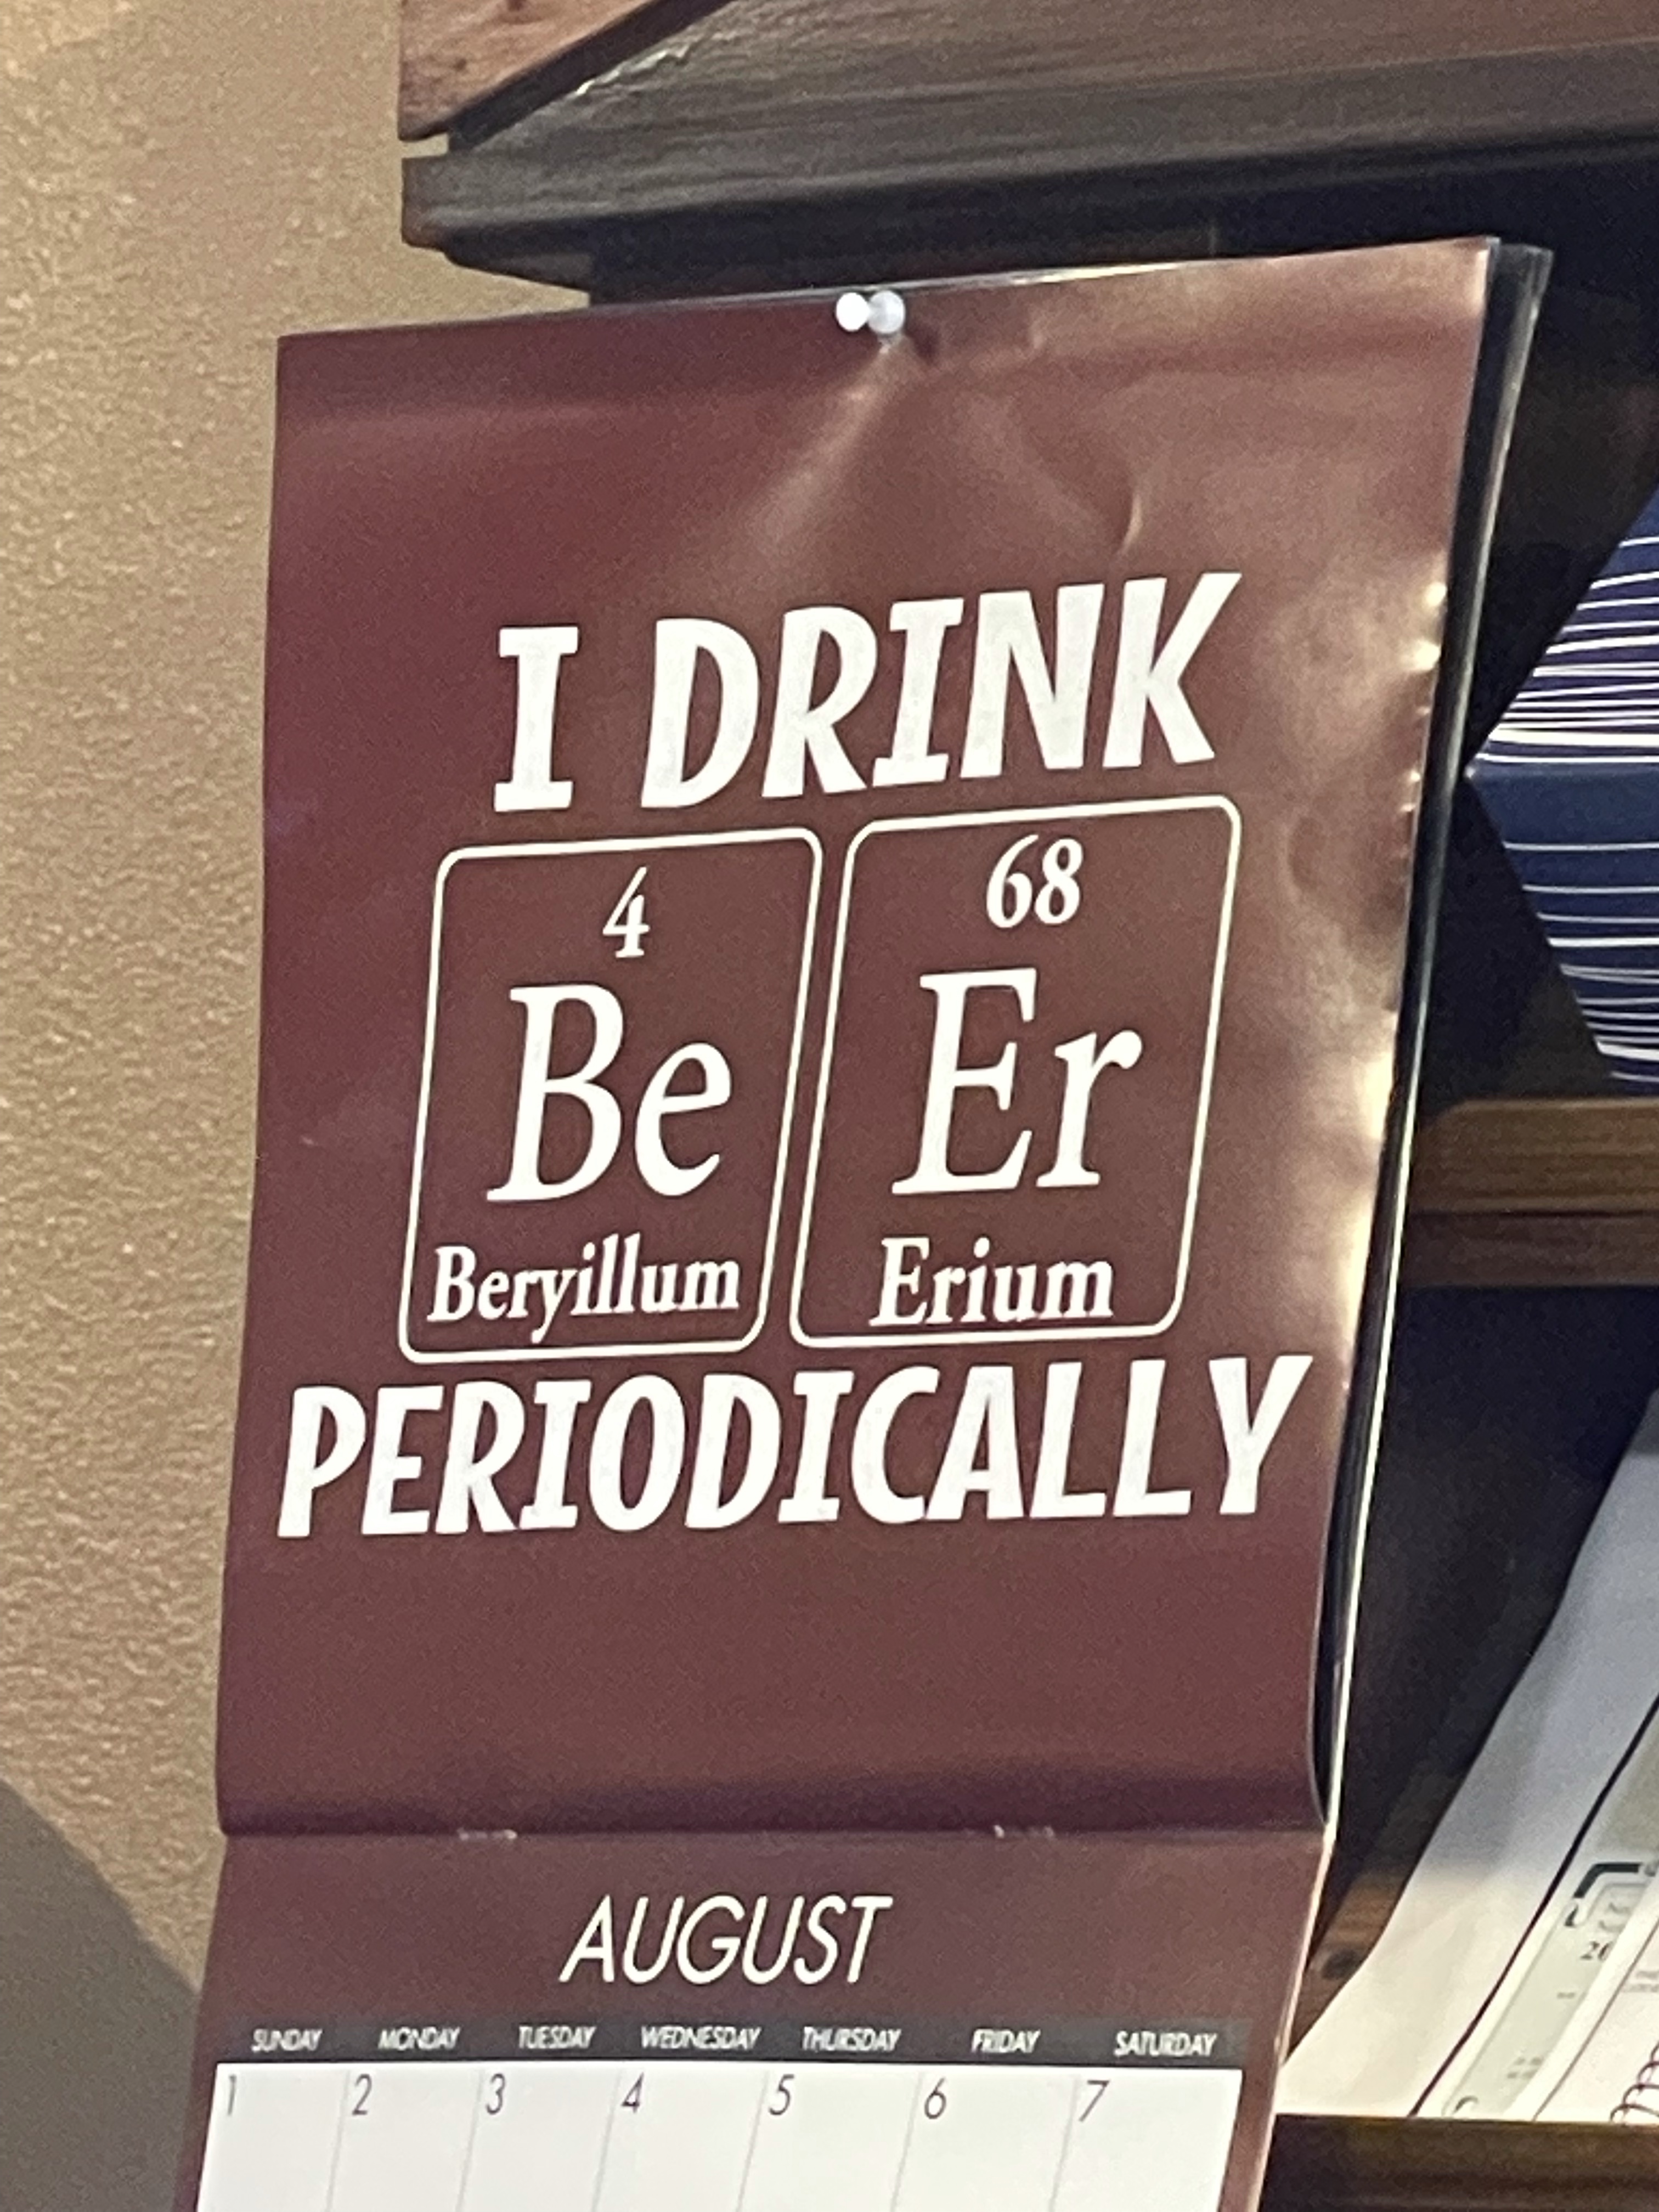 I DRINK
4 68
Be Er
Beryillum Erium
PERIODICALLY
AUGUST
SUNDAY MONDAY TUESDAY WEDNESDAY THURSDAY FRIDAY SATURDAY
1 2 3 4 5 6 7